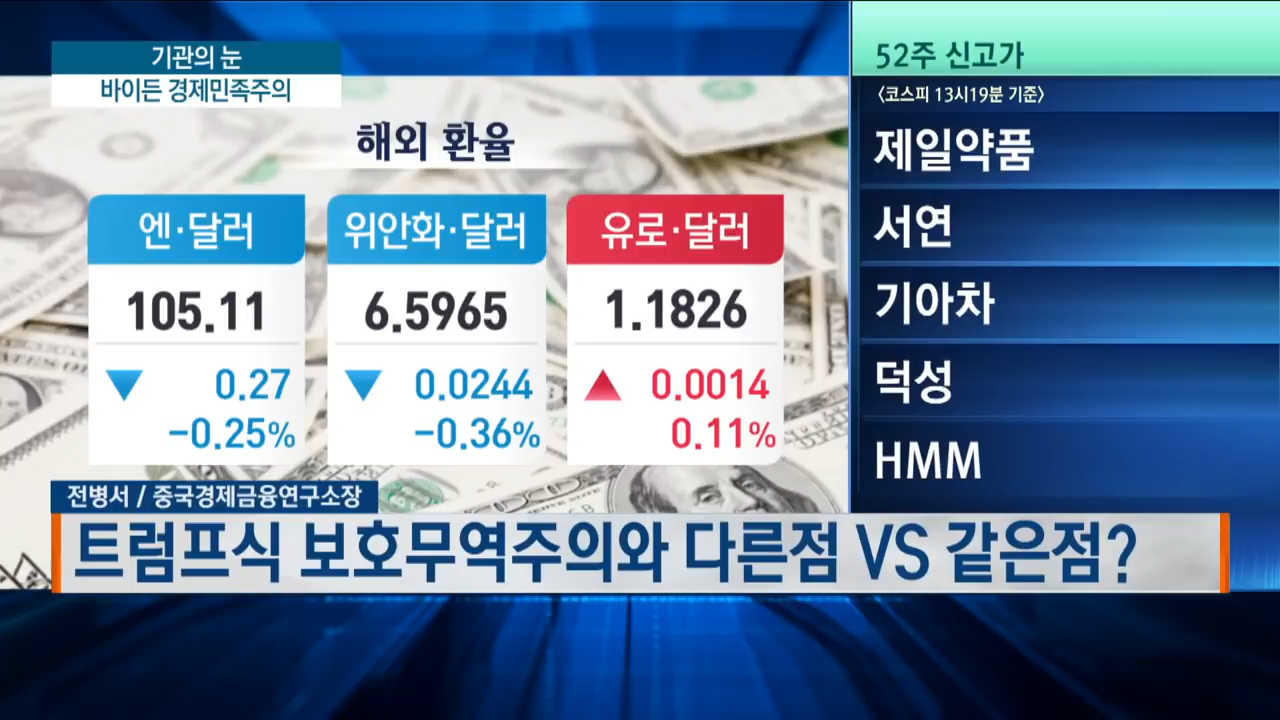 기관의 눈
바이든 경제민족주의
해외 환율
엔·달러
105.11
▼ 0.27
-0.25%
위안화·달러
6.5965
▼ 0.0244
-0.36%
유로·달러
1.1826
▲ 0.0014
0.11%
52주 신고가
〈코스피 13시19분 기준〉
제일약품
서연
기아차
덕성
HMM
전병서 / 중국경제금융연구소장
트럼프식 보호무역주의와 다른점 VS 같은점?